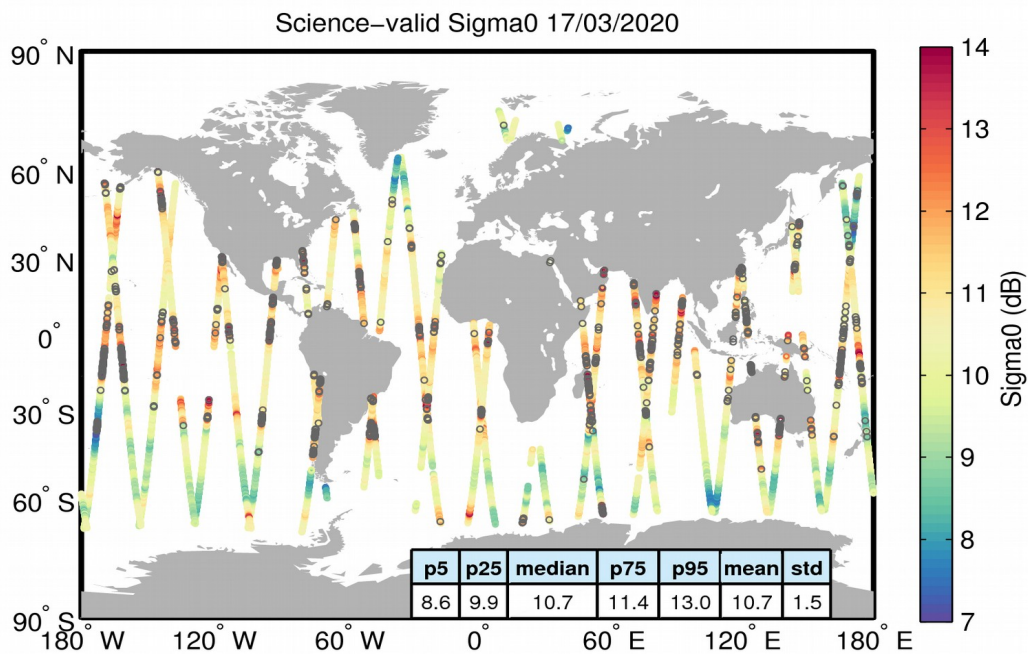 Science−valid Sigma0 17/03/2020
90° N
60° N
30° N
0°
30° S
60° S
90° S
180° W
120° W
60° W
0°
60° E
120° E
180° E
p5 p25 median p75 p95 mean std
8.6 9.9 10.7 11.4 13.0 10.7 1.5
14
13
12
11
10
9
8
7
Sigma0 (dB)